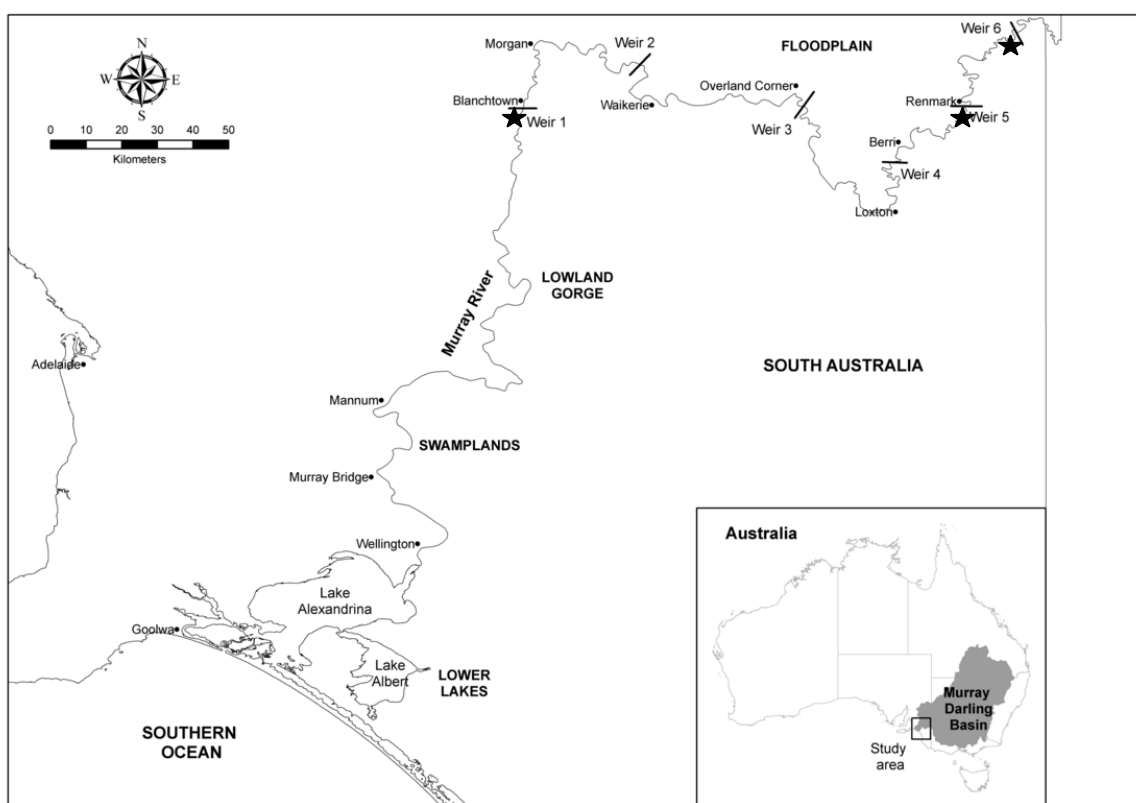 N
W
E
S
0
10
20
30
40
50
Kilometers
Morgan
Weir 2
FLOODPLAIN
Weir 6
Blanchtown
Weir 1
Waikerie
Overland Corner
Weir 3
Renmark
Weir 5
Berri
Weir 4
Loxton
LOWLAND
GORGE
Murray River
SOUTH AUSTRALIA
Adelaide
Mannum
SWAMPLANDS
Murray Bridge
Wellington
Lake
Alexandrina
Goolwa
Lake
Albert
LOWER
LAKES
SOUTHERN
OCEAN
Australia
Murray
Darling
Basin
Study
area